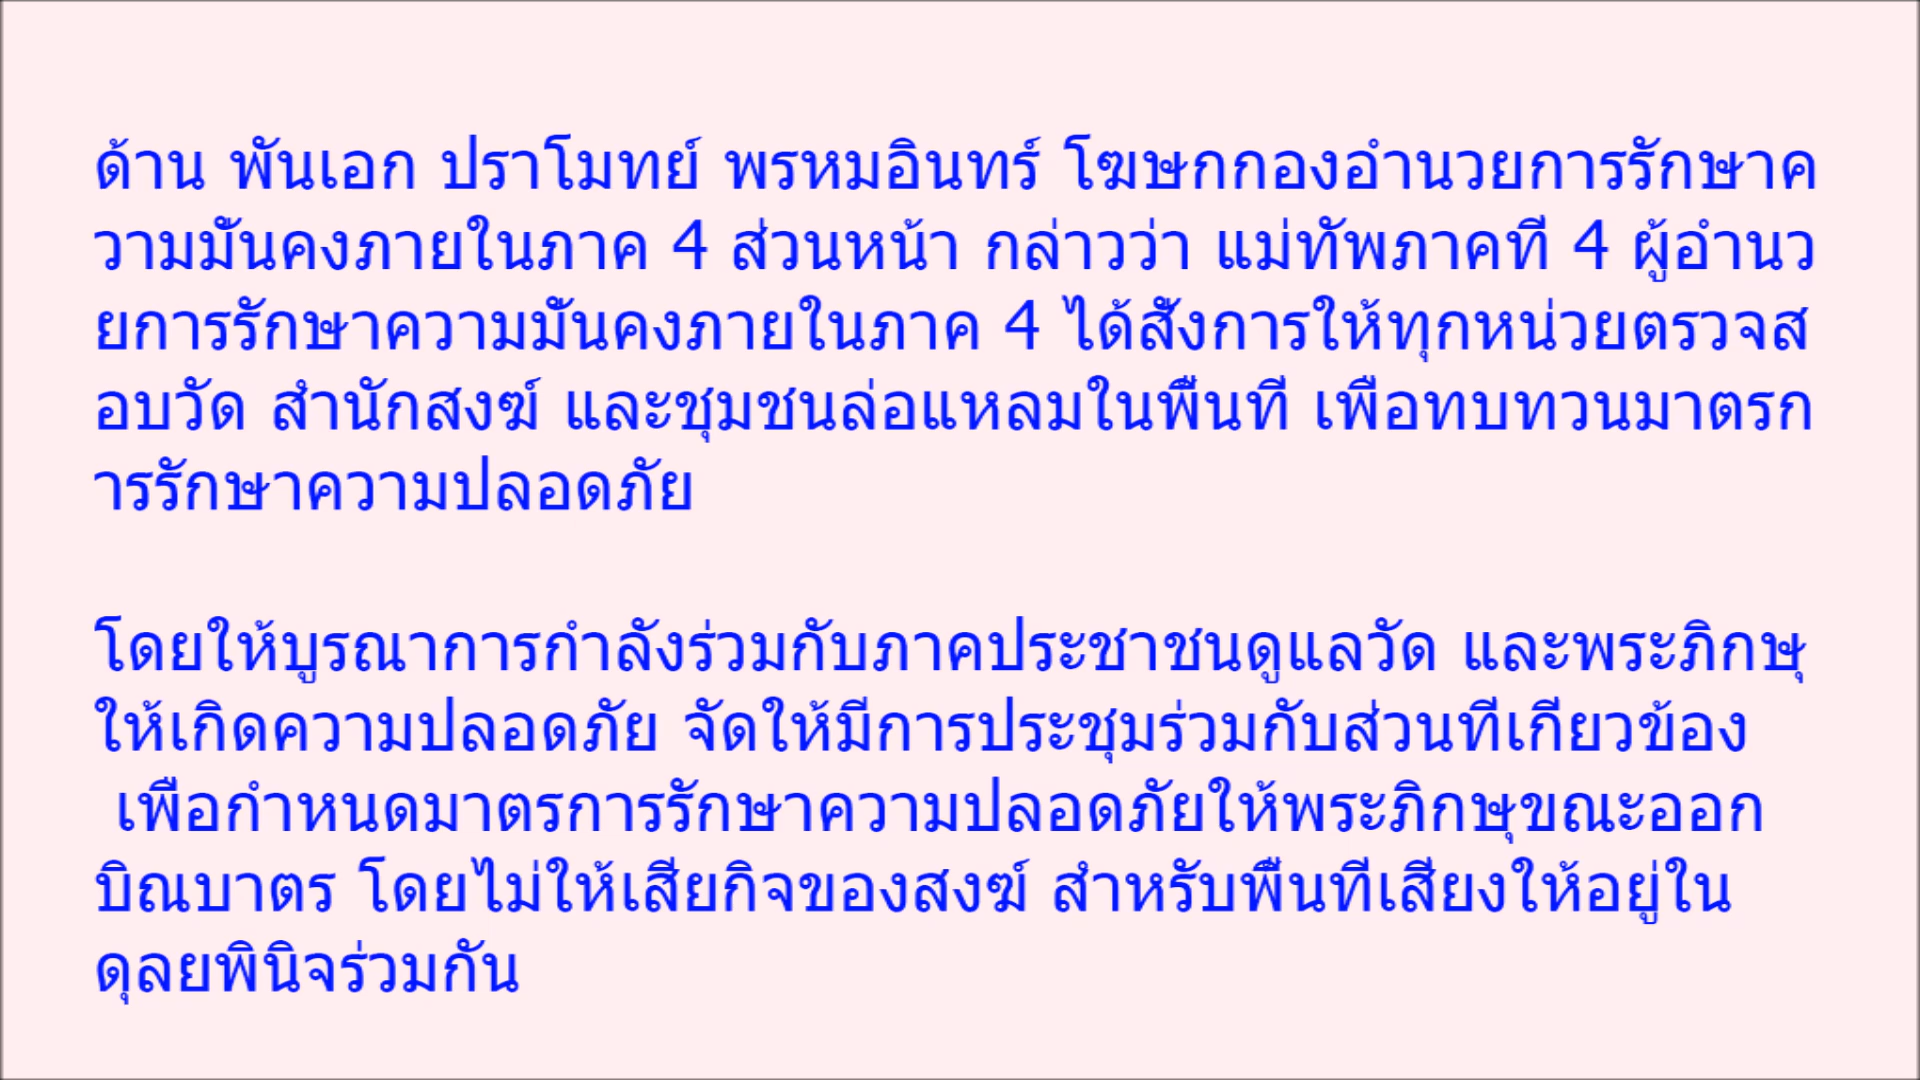 ด้าน พันเอก ปราโมทย์ พรหมอินทร์ โฆษกกองอำนวยการรักษาค
วามมั่นคงภายในภาค 4 ส่วนหน้า กล่าวว่า แม่ทัพภาคที่ 4 ผู้อำนว
ยการรักษาความมั่นคงภายในภาค 4 ได้สั่งการให้ทุกหน่วยตรวจส
อบวัด สำนักสงฆ์ และชุมชนล่อแหลมในพื้นที่ เพื่อทบทวนมาตรก
ารรักษาความปลอดภัย
โดยให้บูรณาการกำลังร่วมกับภาคประชาชนดูแลวัด และพระภิกษุ
ให้เกิดความปลอดภัย จัดให้มีการประชุมร่วมกับส่วนที่เกี่ยวข้อง
เพื่อกำหนดมาตรการรักษาความปลอดภัยให้พระภิกษุขณะออก
บิณบาตร โดยไม่ให้เสียกิจของสงฆ์ สำหรับพื้นที่เสี่ยงให้อยู่ใน
ดุลยพินิจร่วมกัน